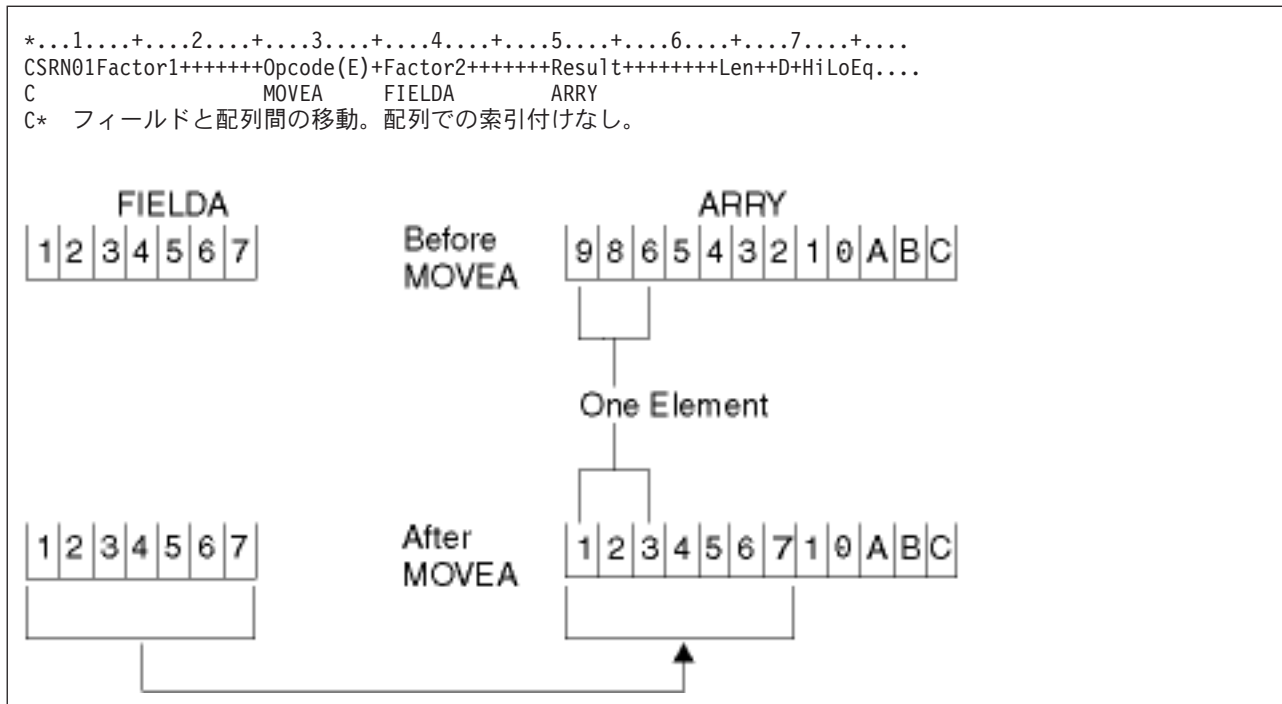 *...1....+....2....+....3....+....4....+....5....+....6....+....7....+....
CSRN01Factor1+++++++Opcode(E)+Factor2+++++++Result++++++++Len++D+HiLoEq....
C                   MOVEA     FIELDA        ARRY
C*  フィールドと配列間の移動。配列での索引付けなし。
FIELDA ARRY
1 2 3 4 5 6 7 Before MOVEA 9 8 6 5 4 3 2 1 0 A B C
One Element
1 2 3 4 5 6 7 After MOVEA 1 2 3 4 5 6 7 1 0 A B C